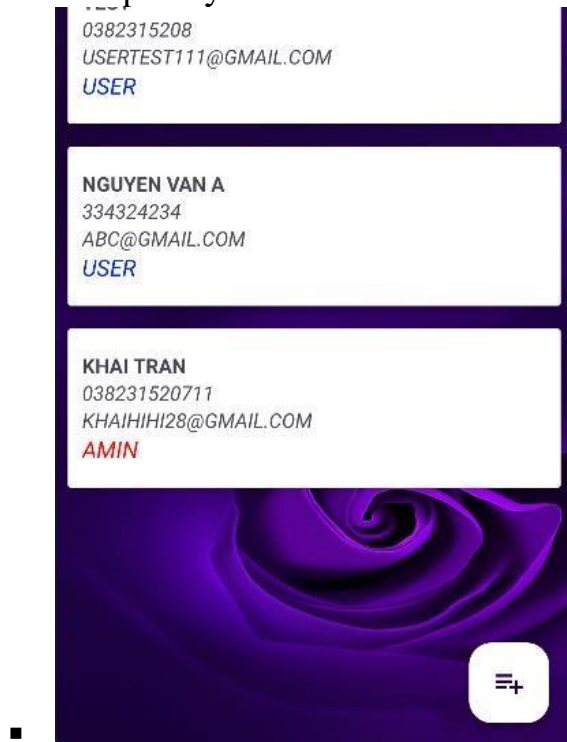 0382315208
USERTEST111@GMAIL.COM
USER
NGUYEN VAN A
334324234
ABC@GMAIL.COM
USER
KHAI TRAN
038231520711
KHAIHIHI28@GMAIL.COM
AMIN